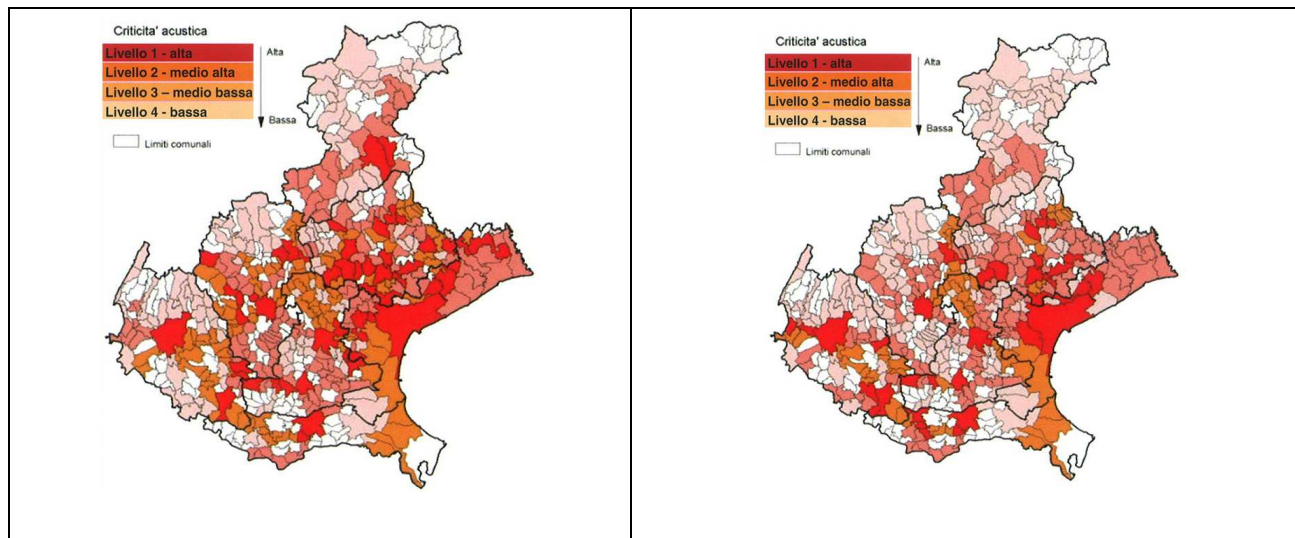 Criticita' acustica
Livello 1 - alta
Alta
Livello 2 - medio alta
Livello 3 – medio bassa
Livello 4 - bassa
Bassa
Limiti comunali
Criticita' acustica
Livello 1 - alta
Alta
Livello 2 - medio alta
Livello 3 – medio bassa
Livello 4 - bassa
Bassa
Limiti comunali